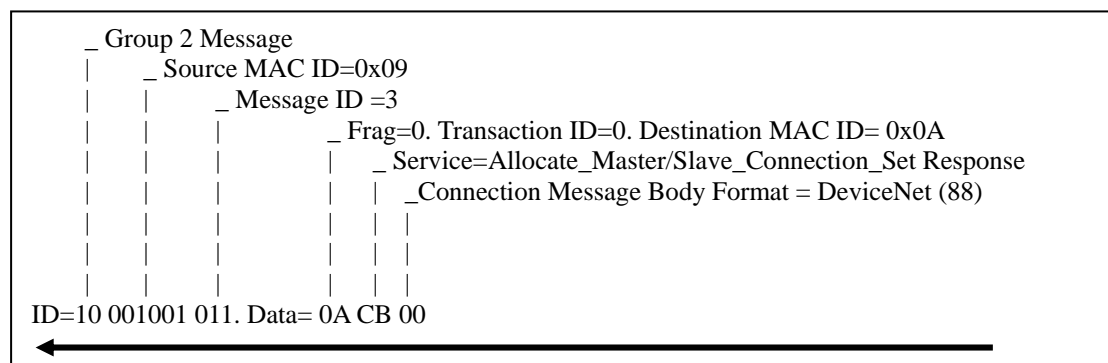 _ Group 2 Message
| _ Source MAC ID=0x09
| | _ Message ID =3
| | | _ Frag=0. Transaction ID=0. Destination MAC ID= 0x0A
| | | | _ Service=Allocate_Master/Slave_Connection_Set Response
| | | | | _Connection Message Body Format = DeviceNet (88)
| | | | | |
| | | | | |
| | | | | |
| | | | | |
ID=10 001001 011. Data= 0A CB 00